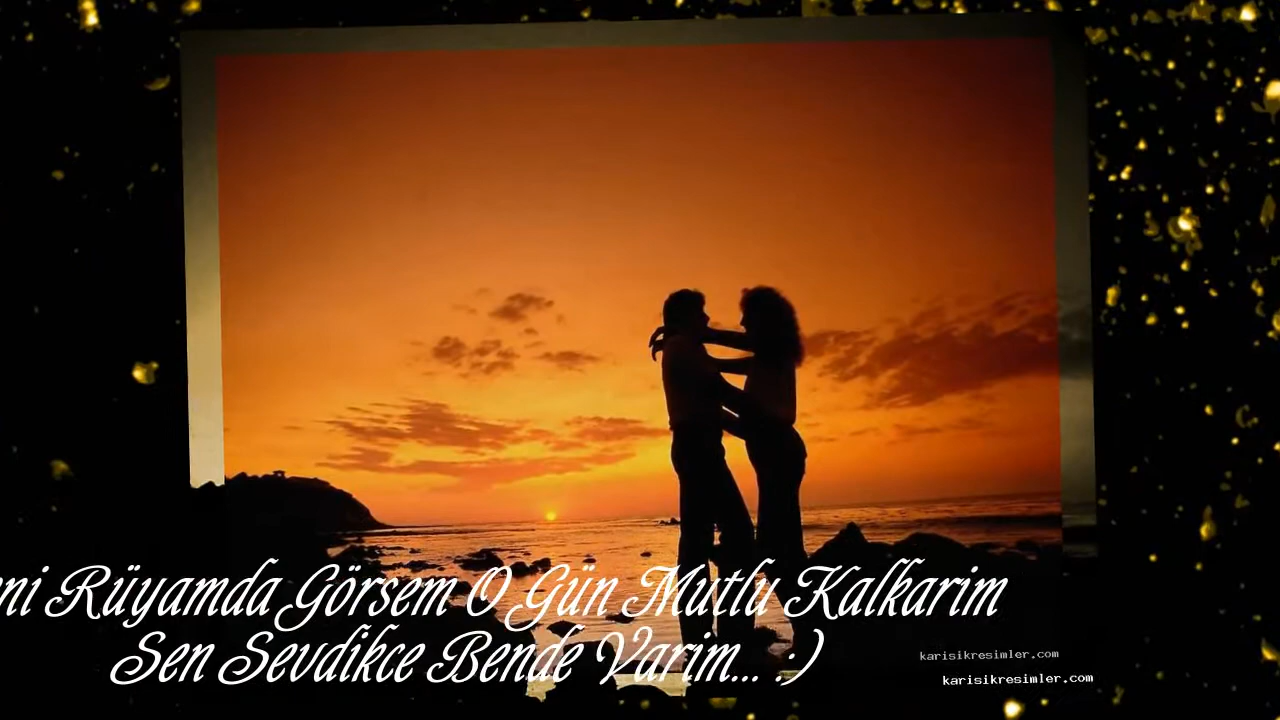 Rüyamda Görsem O Gün Mutlu Kalkarim
Sen Sevdikce Bende Varim... :)
karisikresimler.com
karisikresimler.com